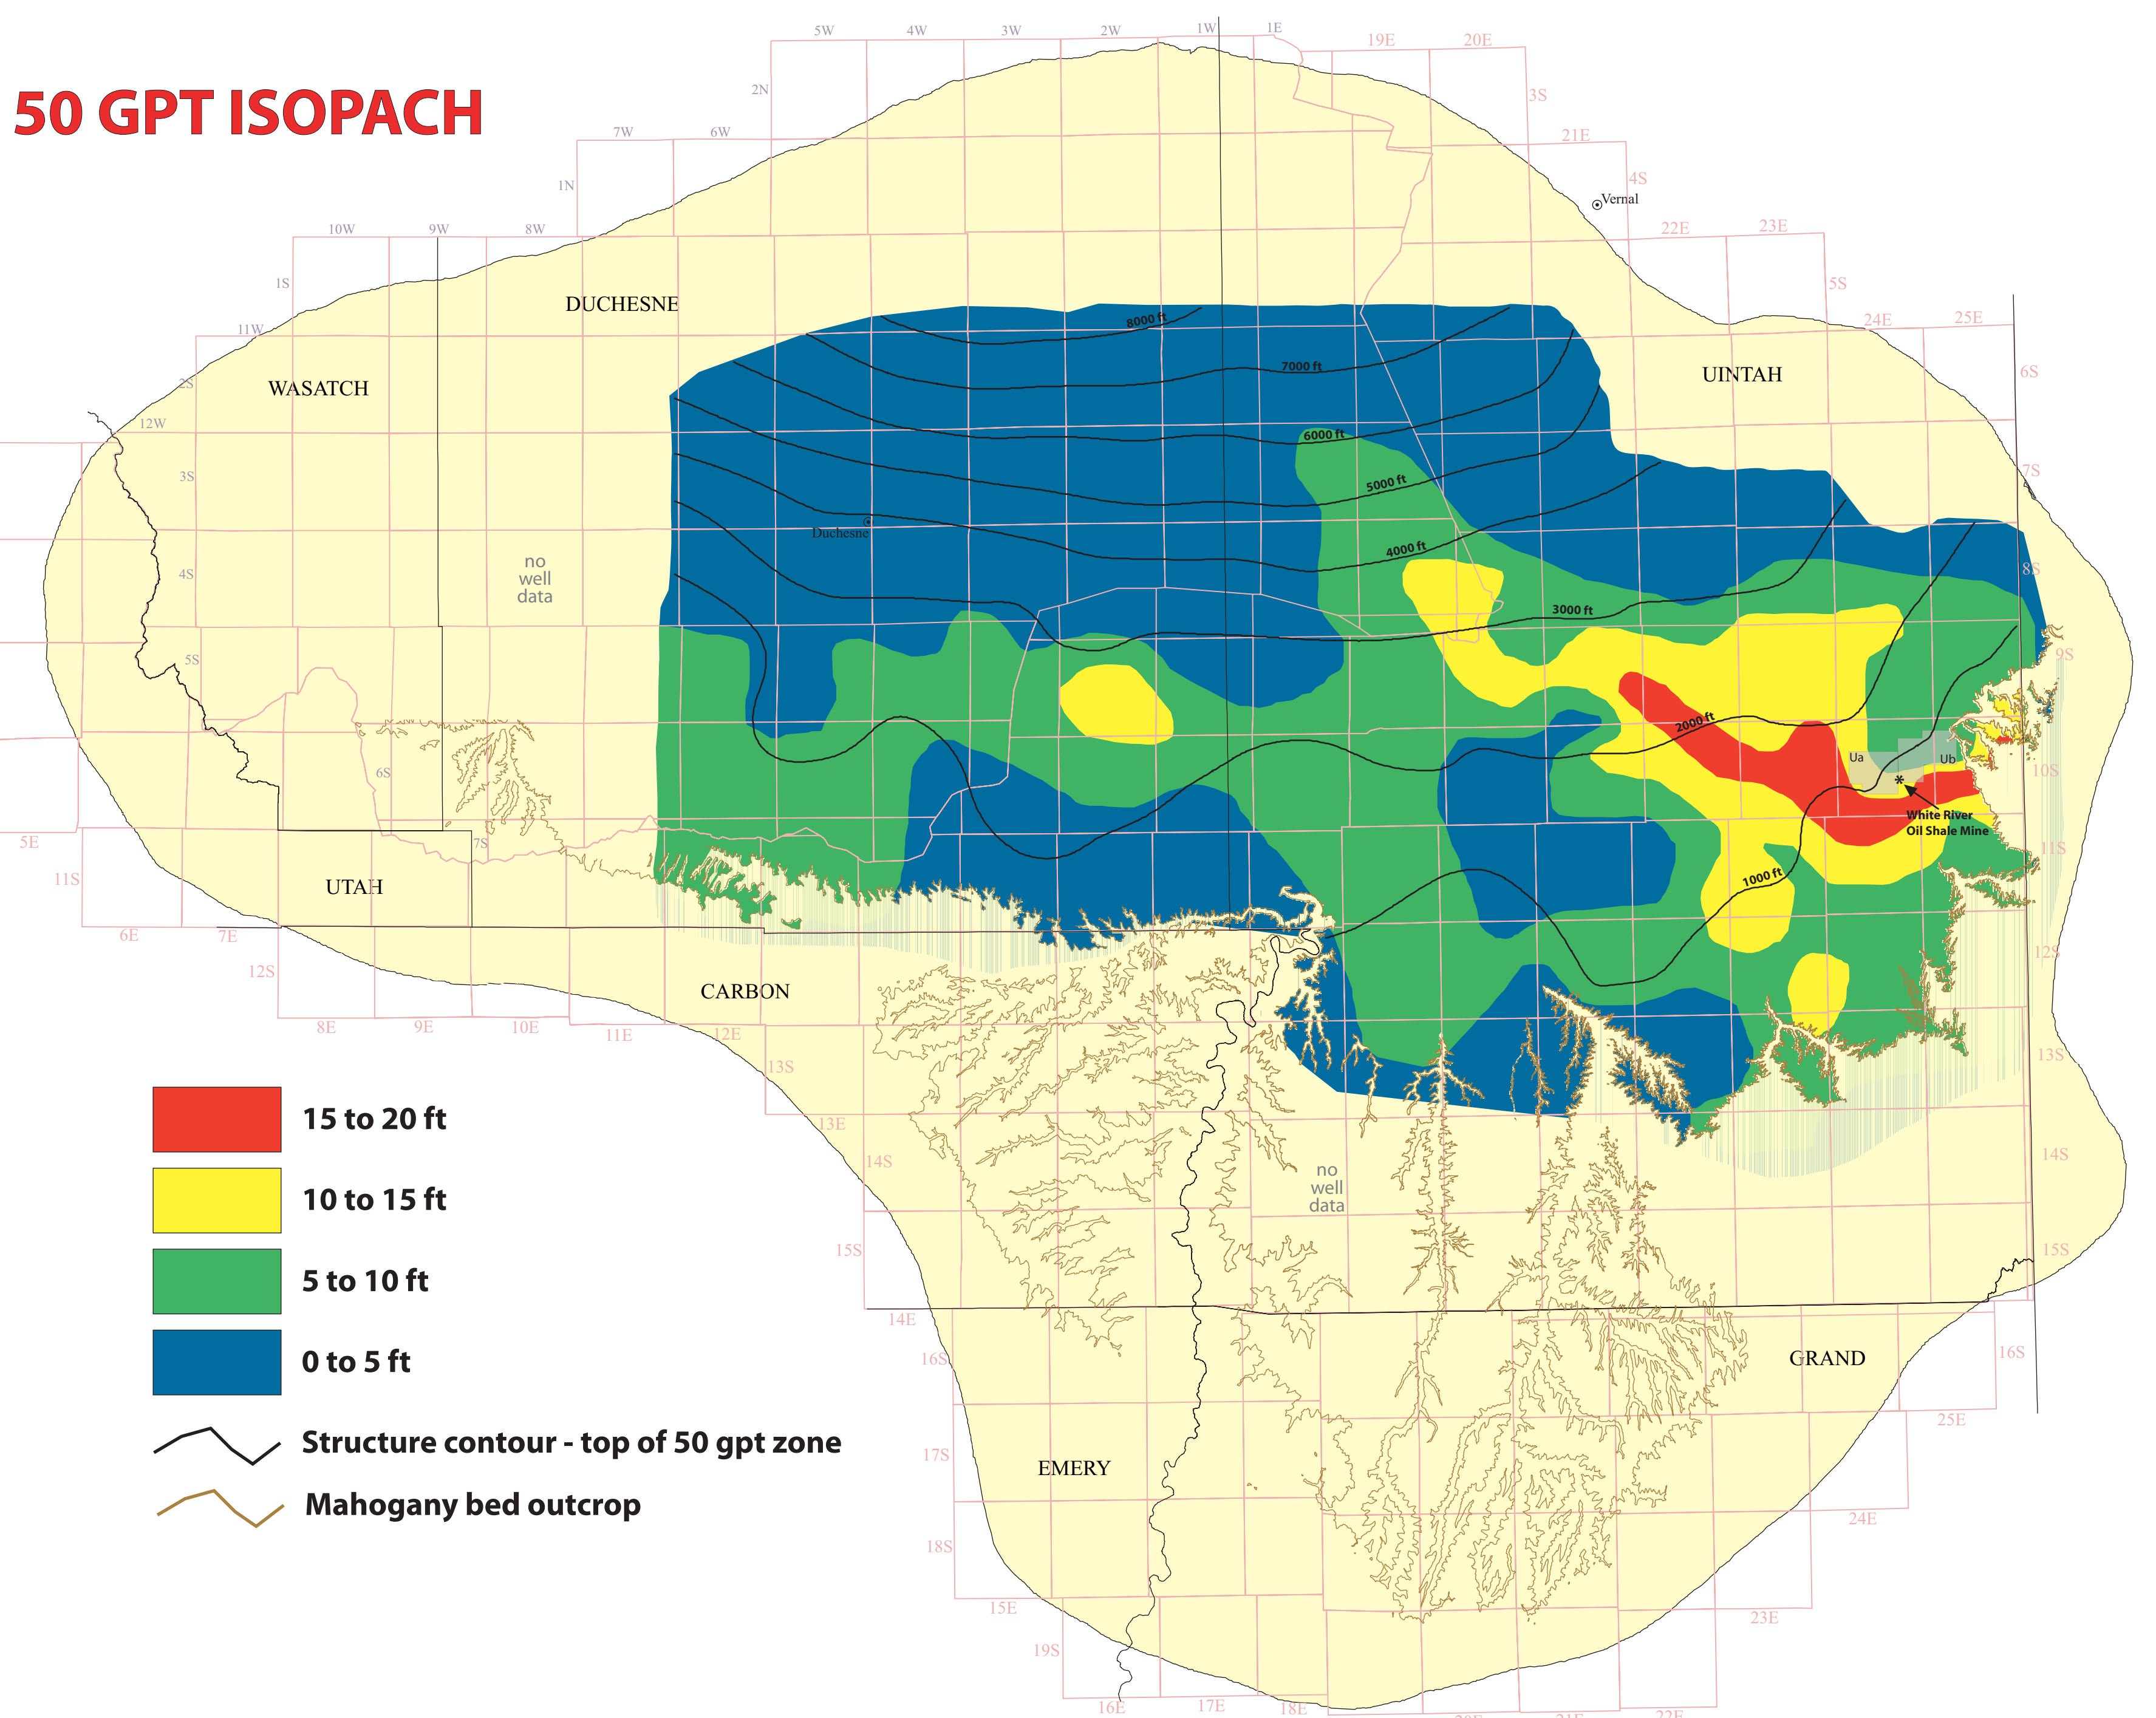 5W 4W 3W 2W 1W 1E
19E 20E
50 GPT ISOPACH
2N
3S
7W 6W
21E
1N
4S
Vernal
10W 9W 8W
22E 23E
1S
5S
DUCHESNE
8000 ft
11W
24E 25E
7000 ft
2S
WASATCH
UINTAH
6S
12W
6000 ft
3S
5000 ft
7S
Duchesne
4000 ft
no
well
data
4S
8S
3000 ft
5S
9S
2000 ft
6S
Ua
Ub
10S
*
White River
Oil Shale Mine
5E
7S
11S
11S
UTAH
1000 ft
6E 7E
12S
12S
CARBON
8E 9E 10E 11E 12E
13S
13S
15 to 20 ft
13E
14S
14S
no
well
data
10 to 15 ft
15S
15S
5 to 10 ft
14E
16S
GRAND
16S
0 to 5 ft
25E
Structure contour - top of 50 gpt zone
17S
EMERY
Mahogany bed outcrop
24E
18S
15E
23E
19S
16E 17E 18E
20E 21E 22E